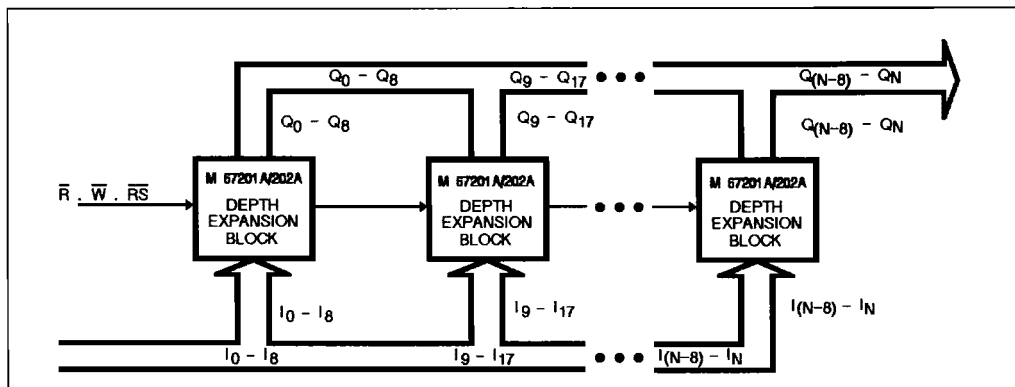 Q0 – Q8 Q9 – Q17 ● ● ● Q(N–8) – QN
Q0 – Q8 Q9 – Q17 Q(N–8) – QN
R̅ . W̅ . R̅S̅
M 67201A/202A
DEPTH
EXPANSION
BLOCK
M 67201A/202A
DEPTH
EXPANSION
BLOCK
● ● ●
M 67201A/202A
DEPTH
EXPANSION
BLOCK
I0 – I8 I9 – I17 I(N–8) – IN
I0 – I8 I9 – I17 ● ● ● I(N–8) – IN